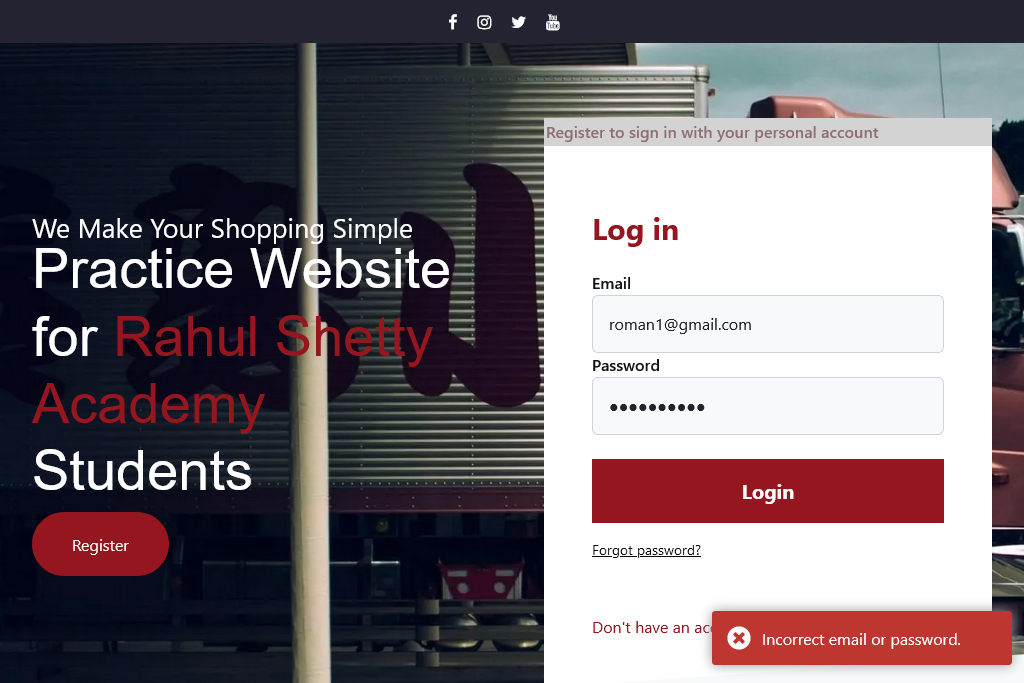 Register to sign in with your personal account
We Make Your Shopping Simple
Practice Website
for Rahul Shetty
Academy
Students
Register
Log in
Email
roman1@gmail.com
Password
••••••••••
Login
Forgot password?
Don't have an
Incorrect email or password.